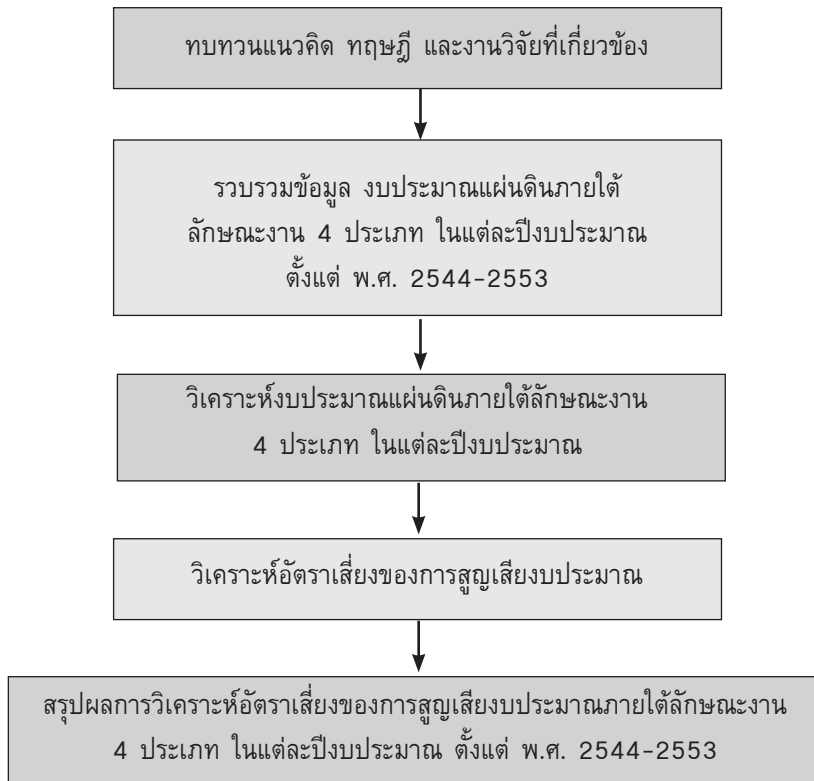 ทบทวนแนวคิด ทฤษฎี และงานวิจัยที่เกี่ยวข้อง
รวบรวมข้อมูล งบประมาณแผ่นดินภายใต้
ลักษณะงาน 4 ประเภท ในแต่ละปีงบประมาณ
ตั้งแต่ พ.ศ. 2544-2553
วิเคราะห์งบประมาณแผ่นดินภายใต้ลักษณะงาน
4 ประเภท ในแต่ละปีงบประมาณ
วิเคราะห์อัตราเสี่ยงของการสูญเสียงบประมาณ
สรุปผลการวิเคราะห์อัตราเสี่ยงของการสูญเสียงบประมาณภายใต้ลักษณะงาน
4 ประเภท ในแต่ละปีงบประมาณ ตั้งแต่ พ.ศ. 2544-2553